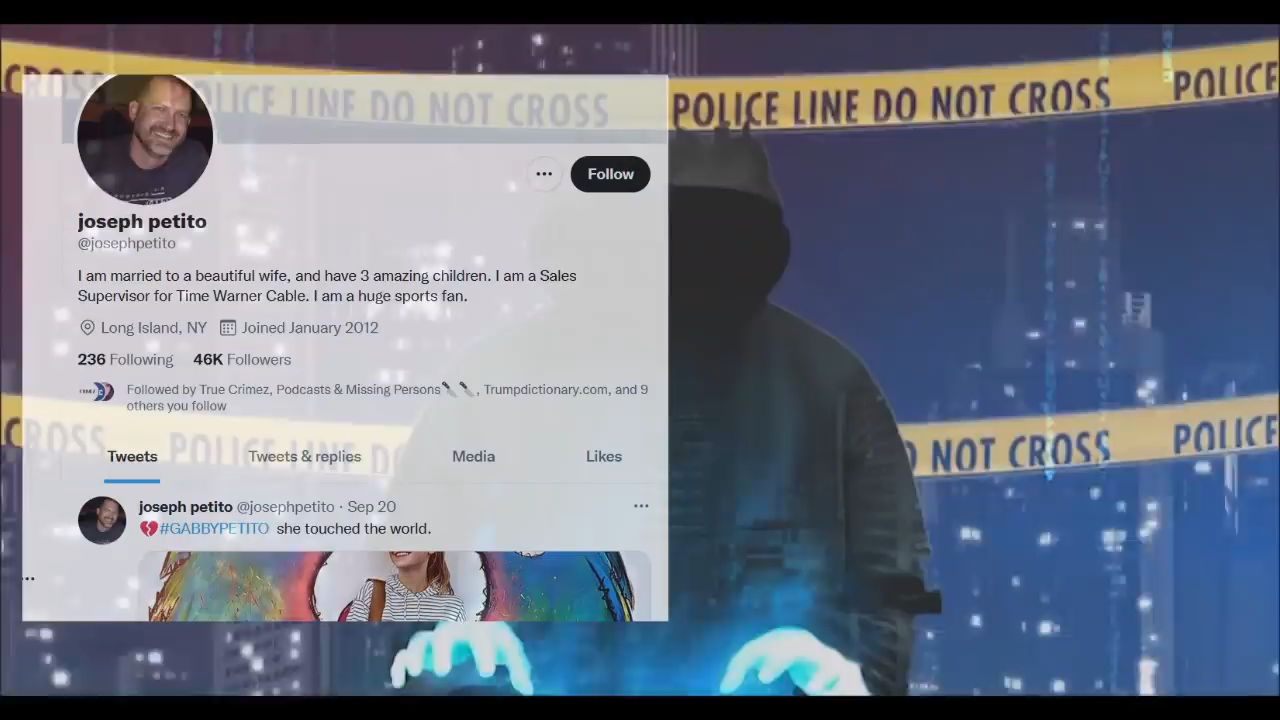 CROSS POLICE LINE DO NOT CROSS
POLICE LINE DO NOT CROSS
POLICE
Follow
joseph petito
@josephpetito
I am married to a beautiful wife, and have 3 amazing children. I am a Sales
Supervisor for Time Warner Cable. I am a huge sports fan.
Long Island, NY Joined January 2012
236 Following 46K Followers
Followed by True Crimez, Podcasts & Missing Persons🔪🔪, Trumpdictionary.com, and 9
others you follow
CROSS POLICE LINE DO
DO NOT CROSS
POLICE
Tweets Tweets & replies Media Likes
joseph petito @josephpetito · Sep 20
💔#GABBYPETITO she touched the world.